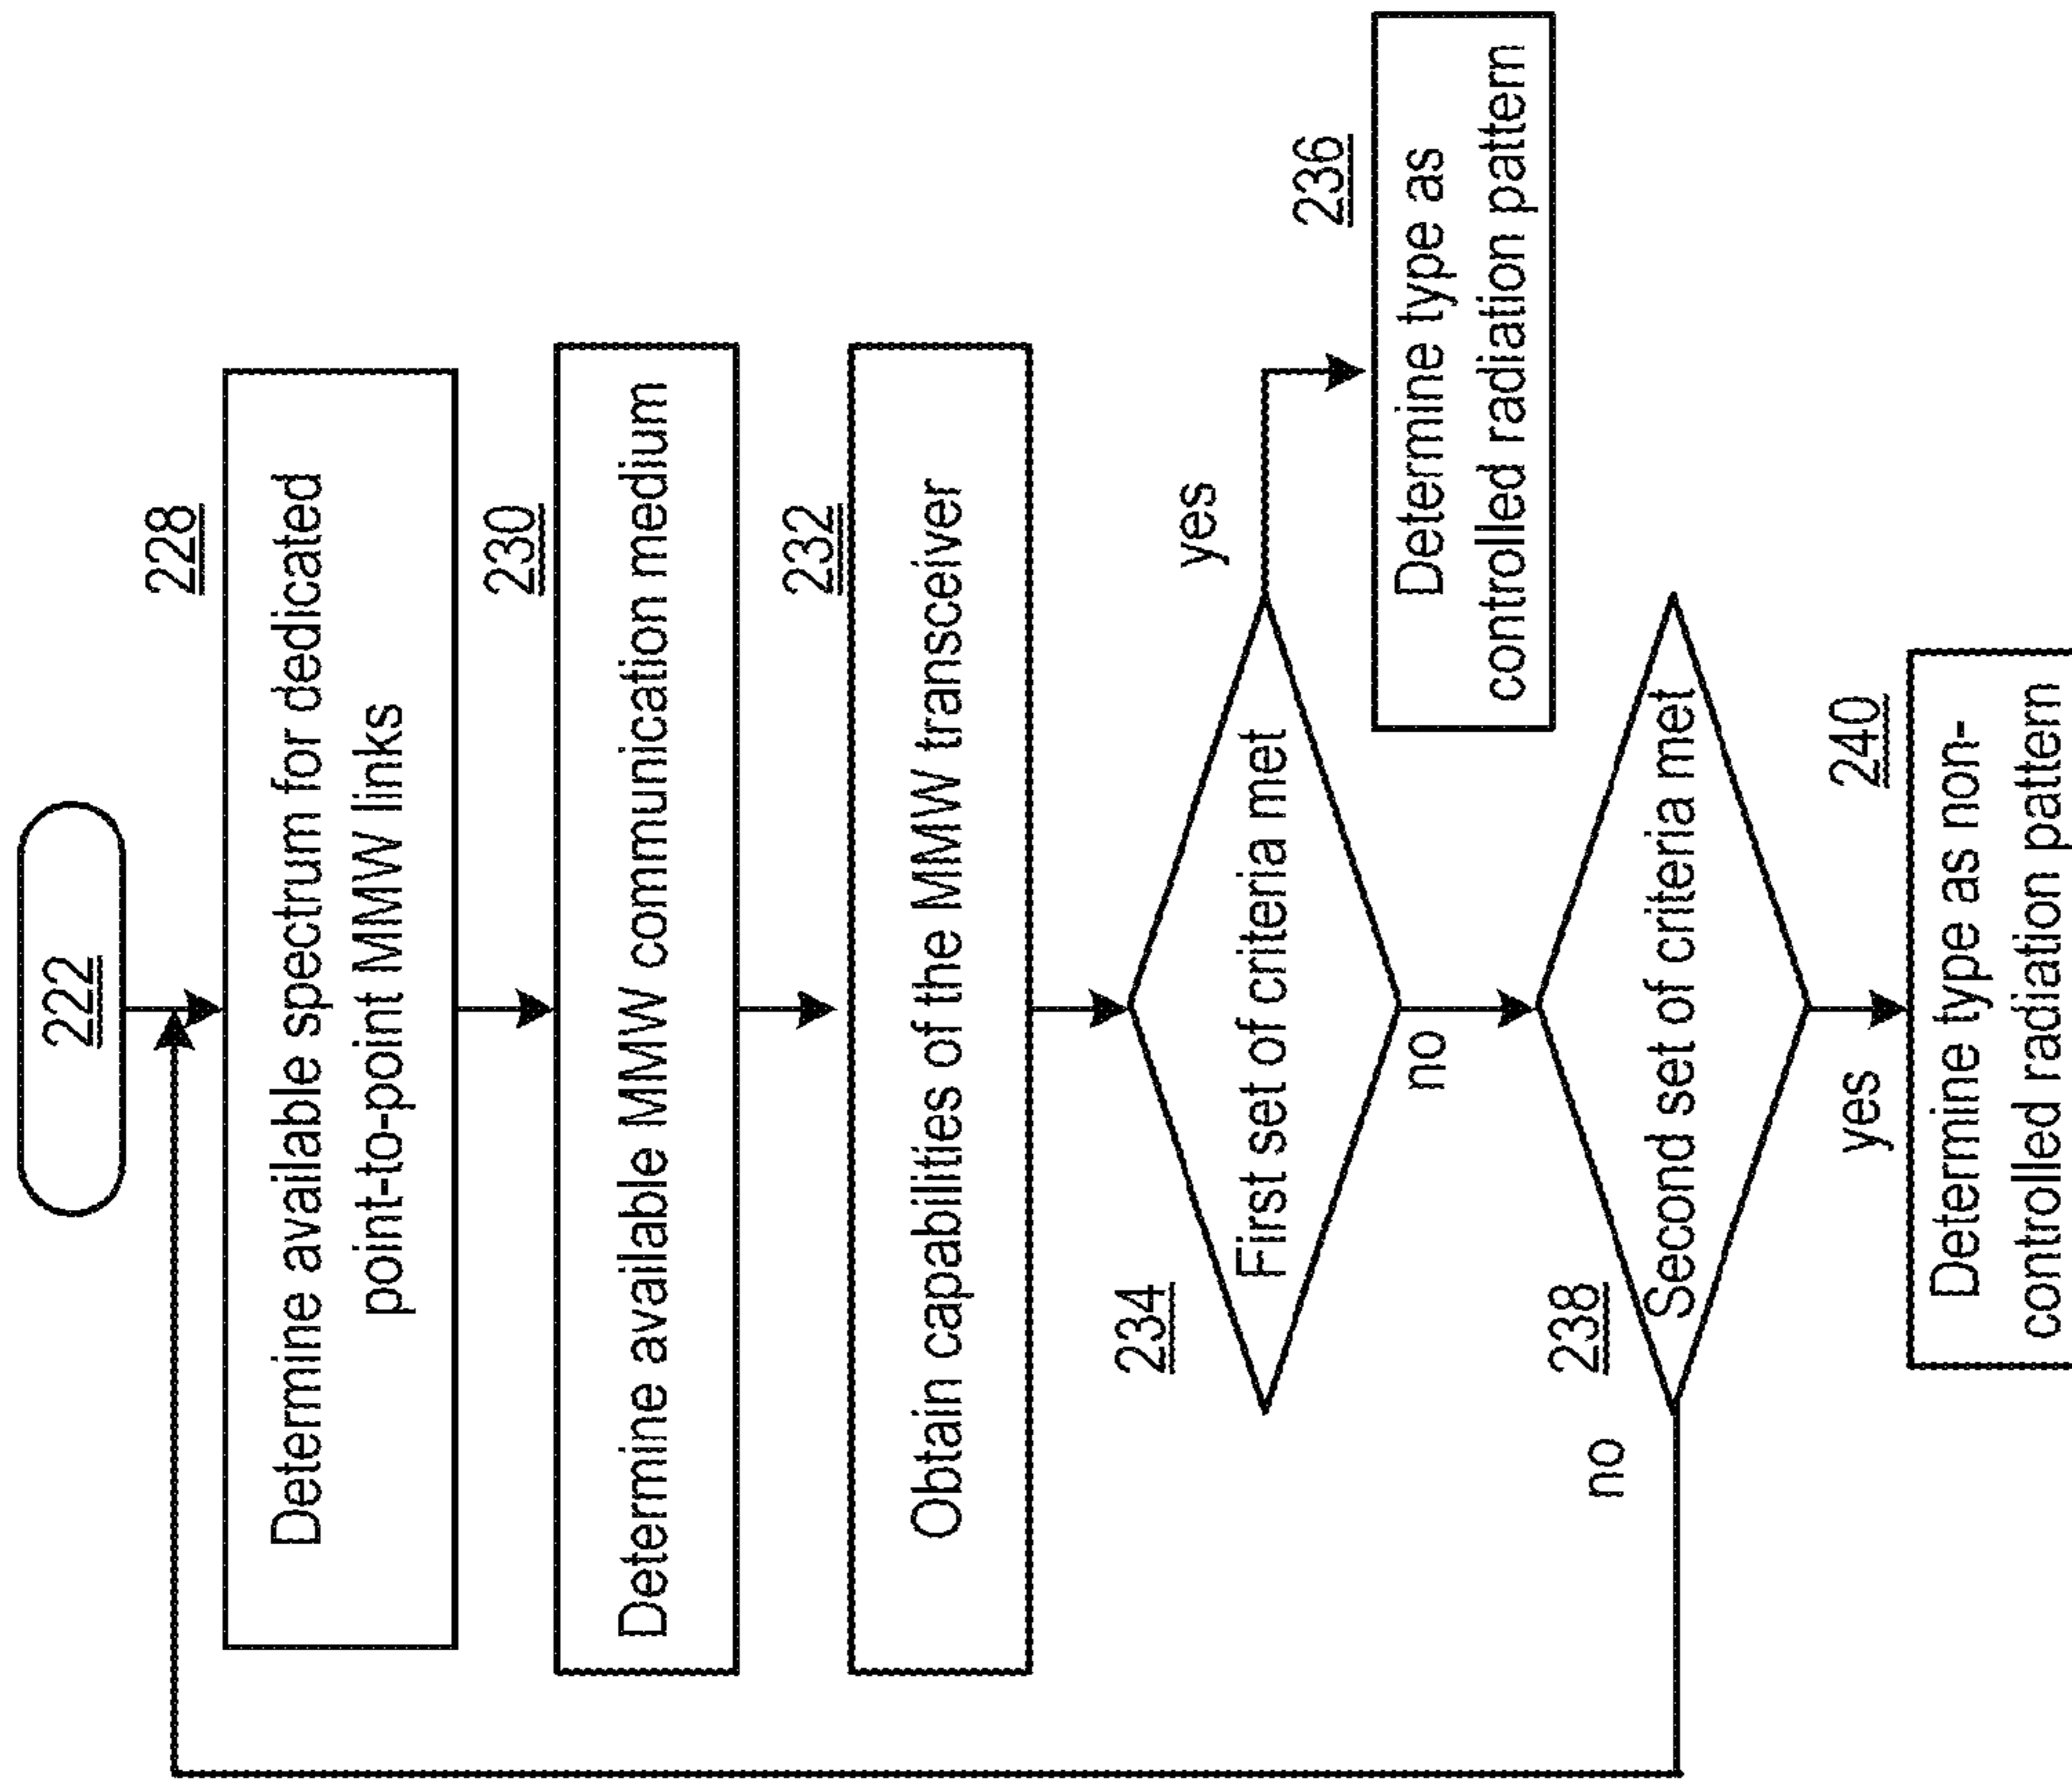 222
228
Determine available spectrum for dedicated
point-to-point MMW links
230
Determine available MMW communication medium
232
Obtain capabilities of the MMW transceiver
234
First set of criteria met
yes
no
236
Determine type as
controlled radiation pattern
238
Second set of criteria met
no
yes
240
Determine type as non-
controlled radiation pattern